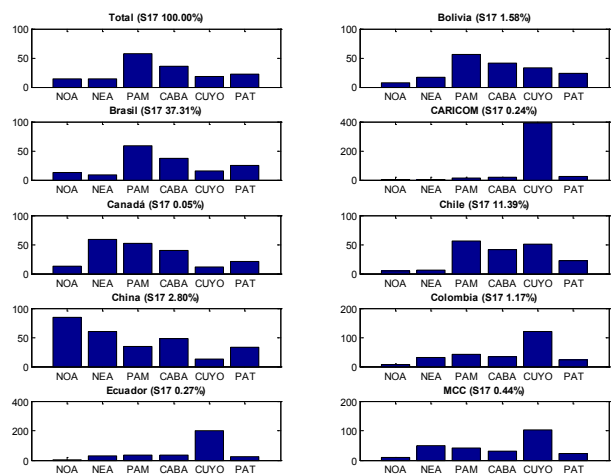 Total (S17 100.00%)
100
50
0
NOA NEA PAM CABA CUYO PAT
Bolivia (S17 1.58%)
100
50
0
NOA NEA PAM CABA CUYO PAT
Brasil (S17 37.31%)
100
50
0
NOA NEA PAM CABA CUYO PAT
CARICOM (S17 0.24%)
400
200
0
NOA NEA PAM CABA CUYO PAT
Canadá (S17 0.05%)
100
50
0
NOA NEA PAM CABA CUYO PAT
Chile (S17 11.39%)
100
50
0
NOA NEA PAM CABA CUYO PAT
China (S17 2.80%)
100
50
0
NOA NEA PAM CABA CUYO PAT
Colombia (S17 1.17%)
200
100
0
NOA NEA PAM CABA CUYO PAT
Ecuador (S17 0.27%)
400
200
0
NOA NEA PAM CABA CUYO PAT
MCC (S17 0.44%)
200
100
0
NOA NEA PAM CABA CUYO PAT